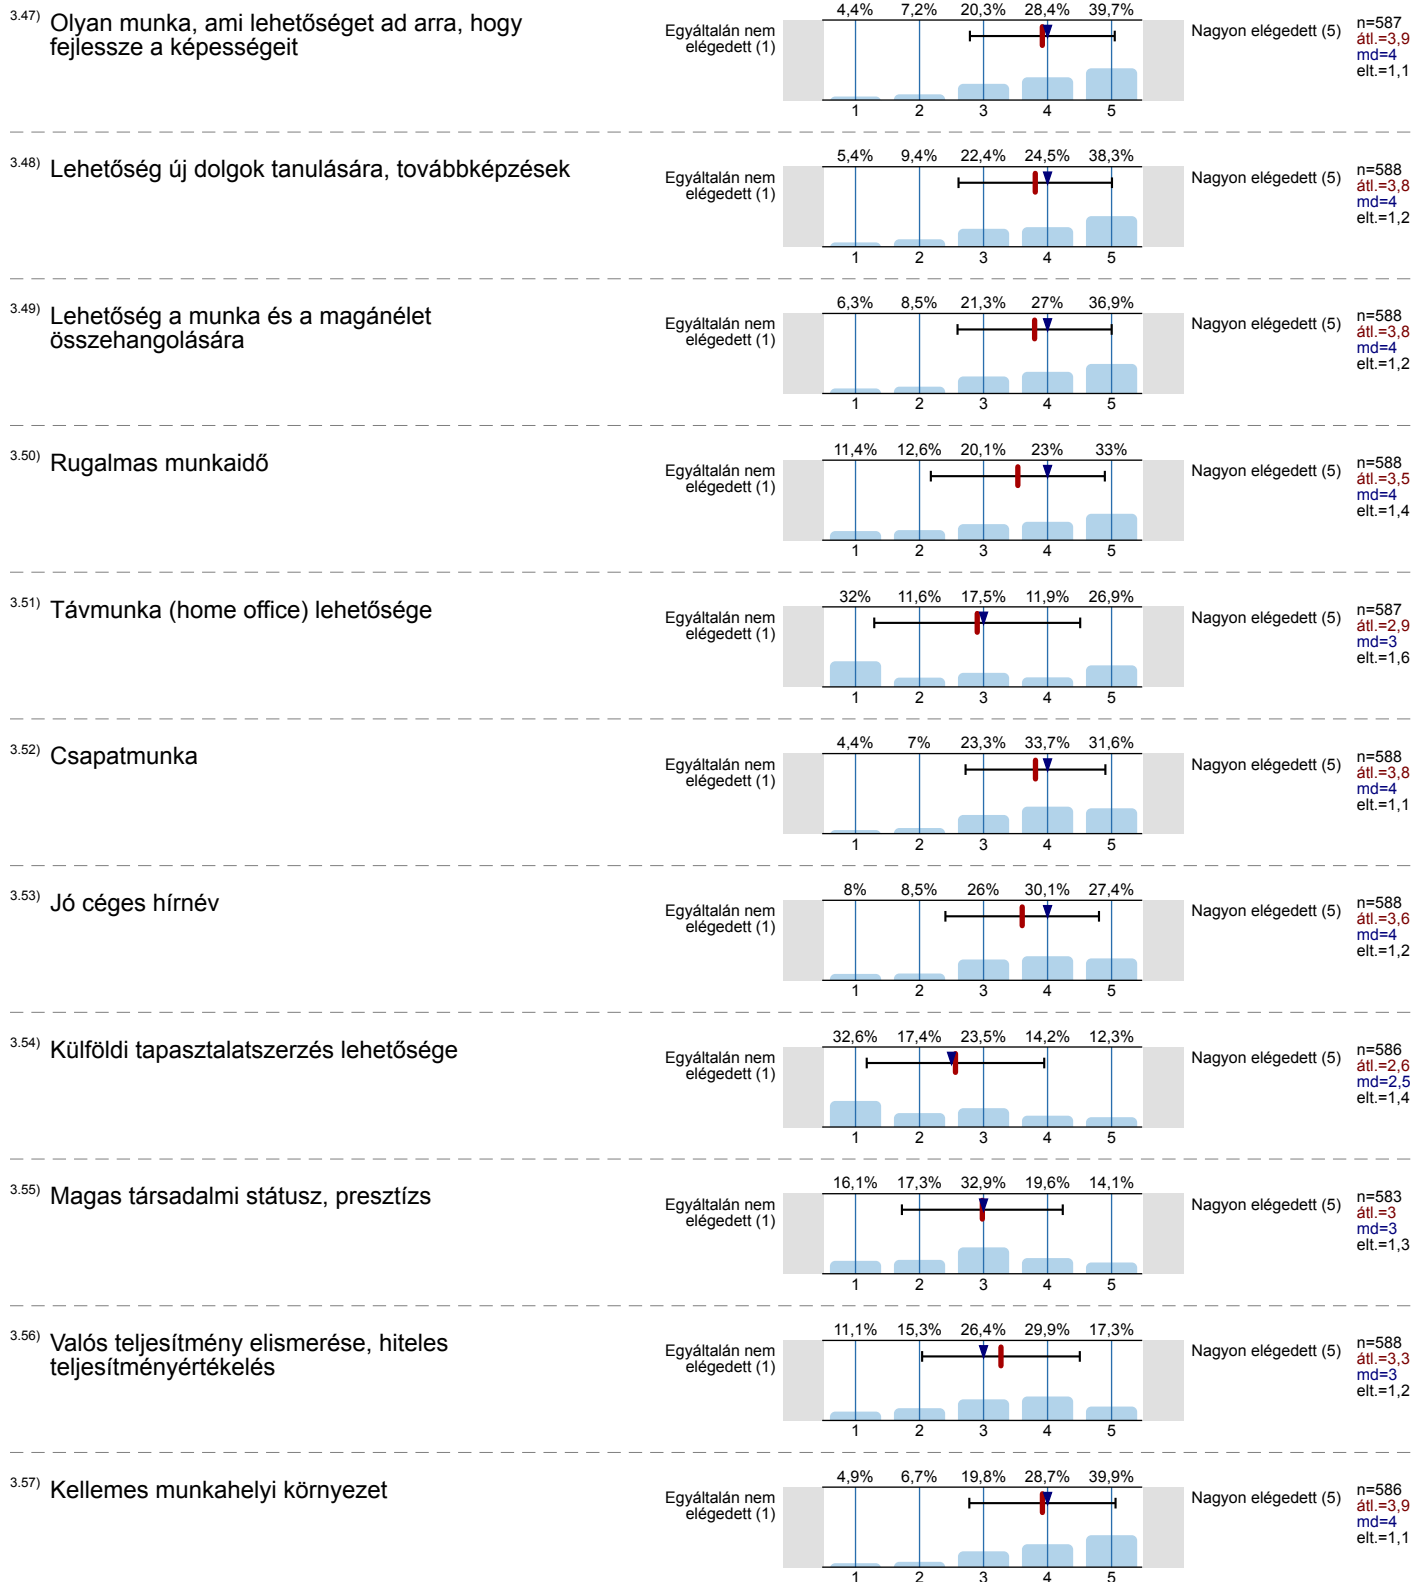 3.47) Olyan munka, ami lehetőséget ad arra, hogy
fejlessze a képességeit
Egyáltalán nem
elégedett (1)
4,4% 7,2% 20,3% 28,4% 39,7%
1 2 3 4 5
Nagyon elégedett (5)
n=587
átl.=3,9
md=4
elt.=1,1
3.48) Lehetőség új dolgok tanulására, továbbképzések
Egyáltalán nem
elégedett (1)
5,4% 9,4% 22,4% 24,5% 38,3%
1 2 3 4 5
Nagyon elégedett (5)
n=588
átl.=3,8
md=4
elt.=1,2
3.49) Lehetőség a munka és a magánélet
összehangolására
Egyáltalán nem
elégedett (1)
6,3% 8,5% 21,3% 27% 36,9%
1 2 3 4 5
Nagyon elégedett (5)
n=588
átl.=3,8
md=4
elt.=1,2
3.50) Rugalmas munkaidő
Egyáltalán nem
elégedett (1)
11,4% 12,6% 20,1% 23% 33%
1 2 3 4 5
Nagyon elégedett (5)
n=588
átl.=3,5
md=4
elt.=1,4
3.51) Távmunka (home office) lehetősége
Egyáltalán nem
elégedett (1)
32% 11,6% 17,5% 11,9% 26,9%
1 2 3 4 5
Nagyon elégedett (5)
n=587
átl.=2,9
md=3
elt.=1,6
3.52) Csapatmunka
Egyáltalán nem
elégedett (1)
4,4% 7% 23,3% 33,7% 31,6%
1 2 3 4 5
Nagyon elégedett (5)
n=588
átl.=3,8
md=4
elt.=1,1
3.53) Jó céges hírnév
Egyáltalán nem
elégedett (1)
8% 8,5% 26% 30,1% 27,4%
1 2 3 4 5
Nagyon elégedett (5)
n=588
átl.=3,6
md=4
elt.=1,2
3.54) Külföldi tapasztalatszerzés lehetősége
Egyáltalán nem
elégedett (1)
32,6% 17,4% 23,5% 14,2% 12,3%
1 2 3 4 5
Nagyon elégedett (5)
n=586
átl.=2,6
md=2,5
elt.=1,4
3.55) Magas társadalmi státusz, presztízs
Egyáltalán nem
elégedett (1)
16,1% 17,3% 32,9% 19,6% 14,1%
1 2 3 4 5
Nagyon elégedett (5)
n=583
átl.=3
md=3
elt.=1,3
3.56) Valós teljesítmény elismerése, hiteles
teljesítményértékelés
Egyáltalán nem
elégedett (1)
11,1% 15,3% 26,4% 29,9% 17,3%
1 2 3 4 5
Nagyon elégedett (5)
n=588
átl.=3,3
md=3
elt.=1,2
3.57) Kellemes munkahelyi környezet
Egyáltalán nem
elégedett (1)
4,9% 6,7% 19,8% 28,7% 39,9%
1 2 3 4 5
Nagyon elégedett (5)
n=586
átl.=3,9
md=4
elt.=1,1